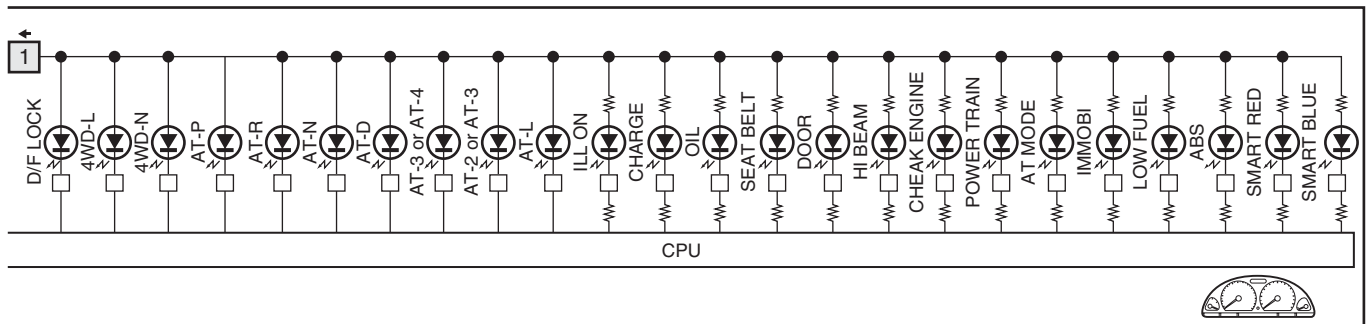 1
D/F LOCK
4WD-L
4WD-N
AT-P
AT-R
AT-N
AT-D
AT-3 or AT-4
AT-2 or AT-3
AT-L
ILL ON
CHARGE
OIL
SEAT BELT
DOOR
HI BEAM
CHEAK ENGINE
POWER TRAIN
AT MODE
IMMOBI
LOW FUEL
ABS
SMART RED
SMART BLUE
CPU